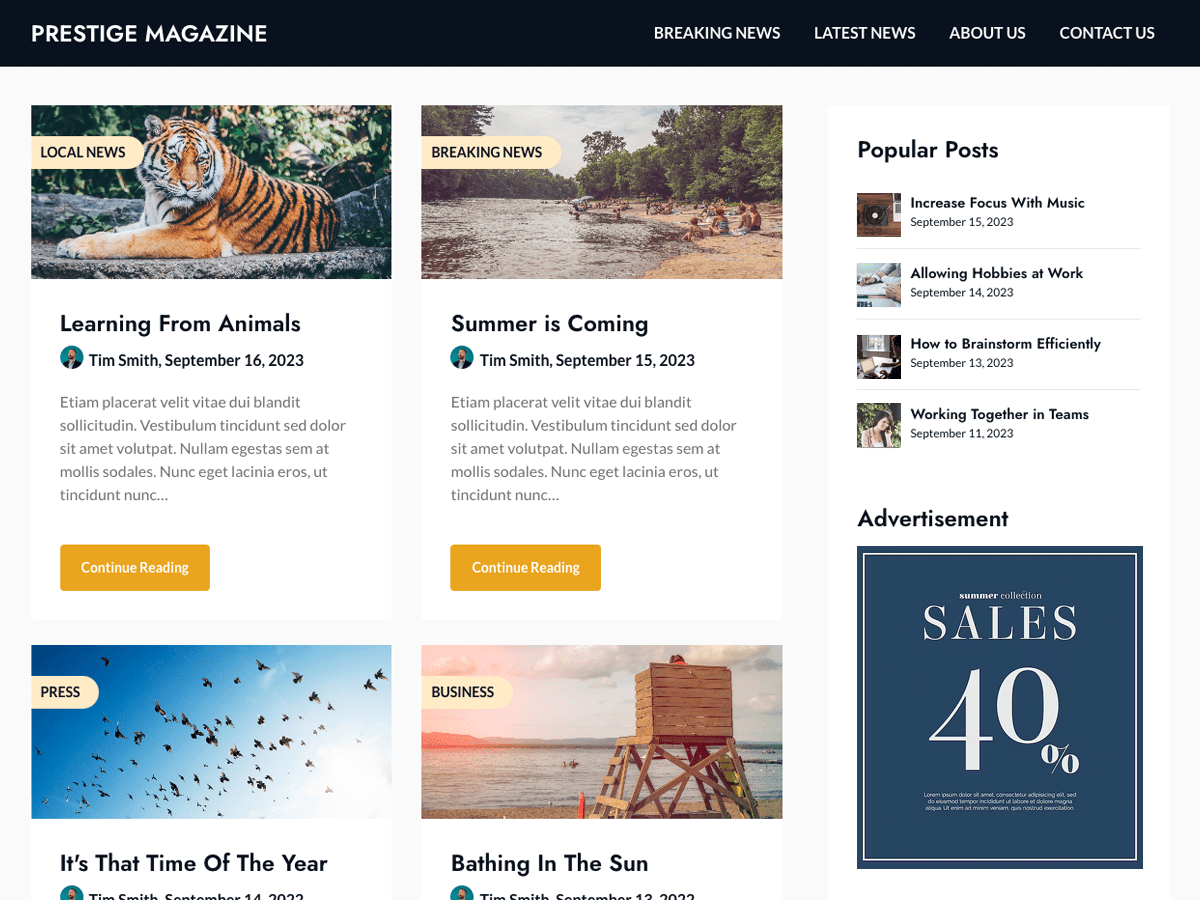 PRESTIGE MAGAZINE
BREAKING NEWS
LATEST NEWS
ABOUT US
CONTACT US
LOCAL NEWS
Learning From Animals
Tim Smith, September 16, 2023
Etiam placerat velit vitae dui blandit
sollicitudin. Vestibulum tincidunt sed dolor
sit amet volutpat. Nullam egestas sem at
mollis sodales. Nunc eget lacinia eros, ut
tincidunt nunc…
Continue Reading
BREAKING NEWS
Summer is Coming
Tim Smith, September 15, 2023
Etiam placerat velit vitae dui blandit
sollicitudin. Vestibulum tincidunt sed dolor
sit amet volutpat. Nullam egestas sem at
mollis sodales. Nunc eget lacinia eros, ut
tincidunt nunc…
Continue Reading
PRESS
It's That Time Of The Year
Tim Smith, September 14, 2022
BUSINESS
Bathing In The Sun
Tim Smith, September 13, 2022
Popular Posts
Increase Focus With Music
September 15, 2023
Allowing Hobbies at Work
September 14, 2023
How to Brainstorm Efficiently
September 13, 2023
Working Together in Teams
September 11, 2023
Advertisement
summer collection
SALES
40%
Lorem ipsum dolor sit amet, consectetur adipisicing elit, sed
do eiusmod tempor incididunt ut labore et dolore magna
aliqua. Ut enim ad minim veniam, quis nostrud exercitation.